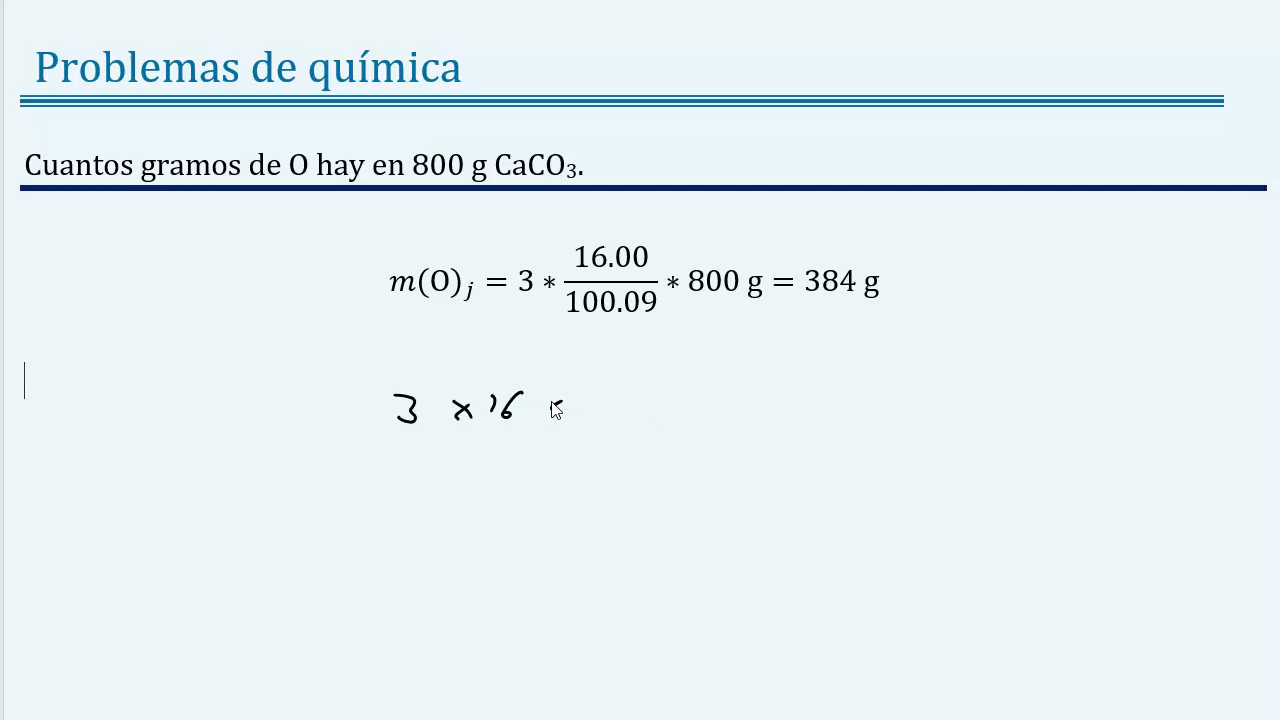 Problemas de química
Cuantos gramos de O hay en 800 g CaCO₃.
m(O)ⱼ = 3 * 16.00/100.09 * 800 g = 384 g
3 x 16